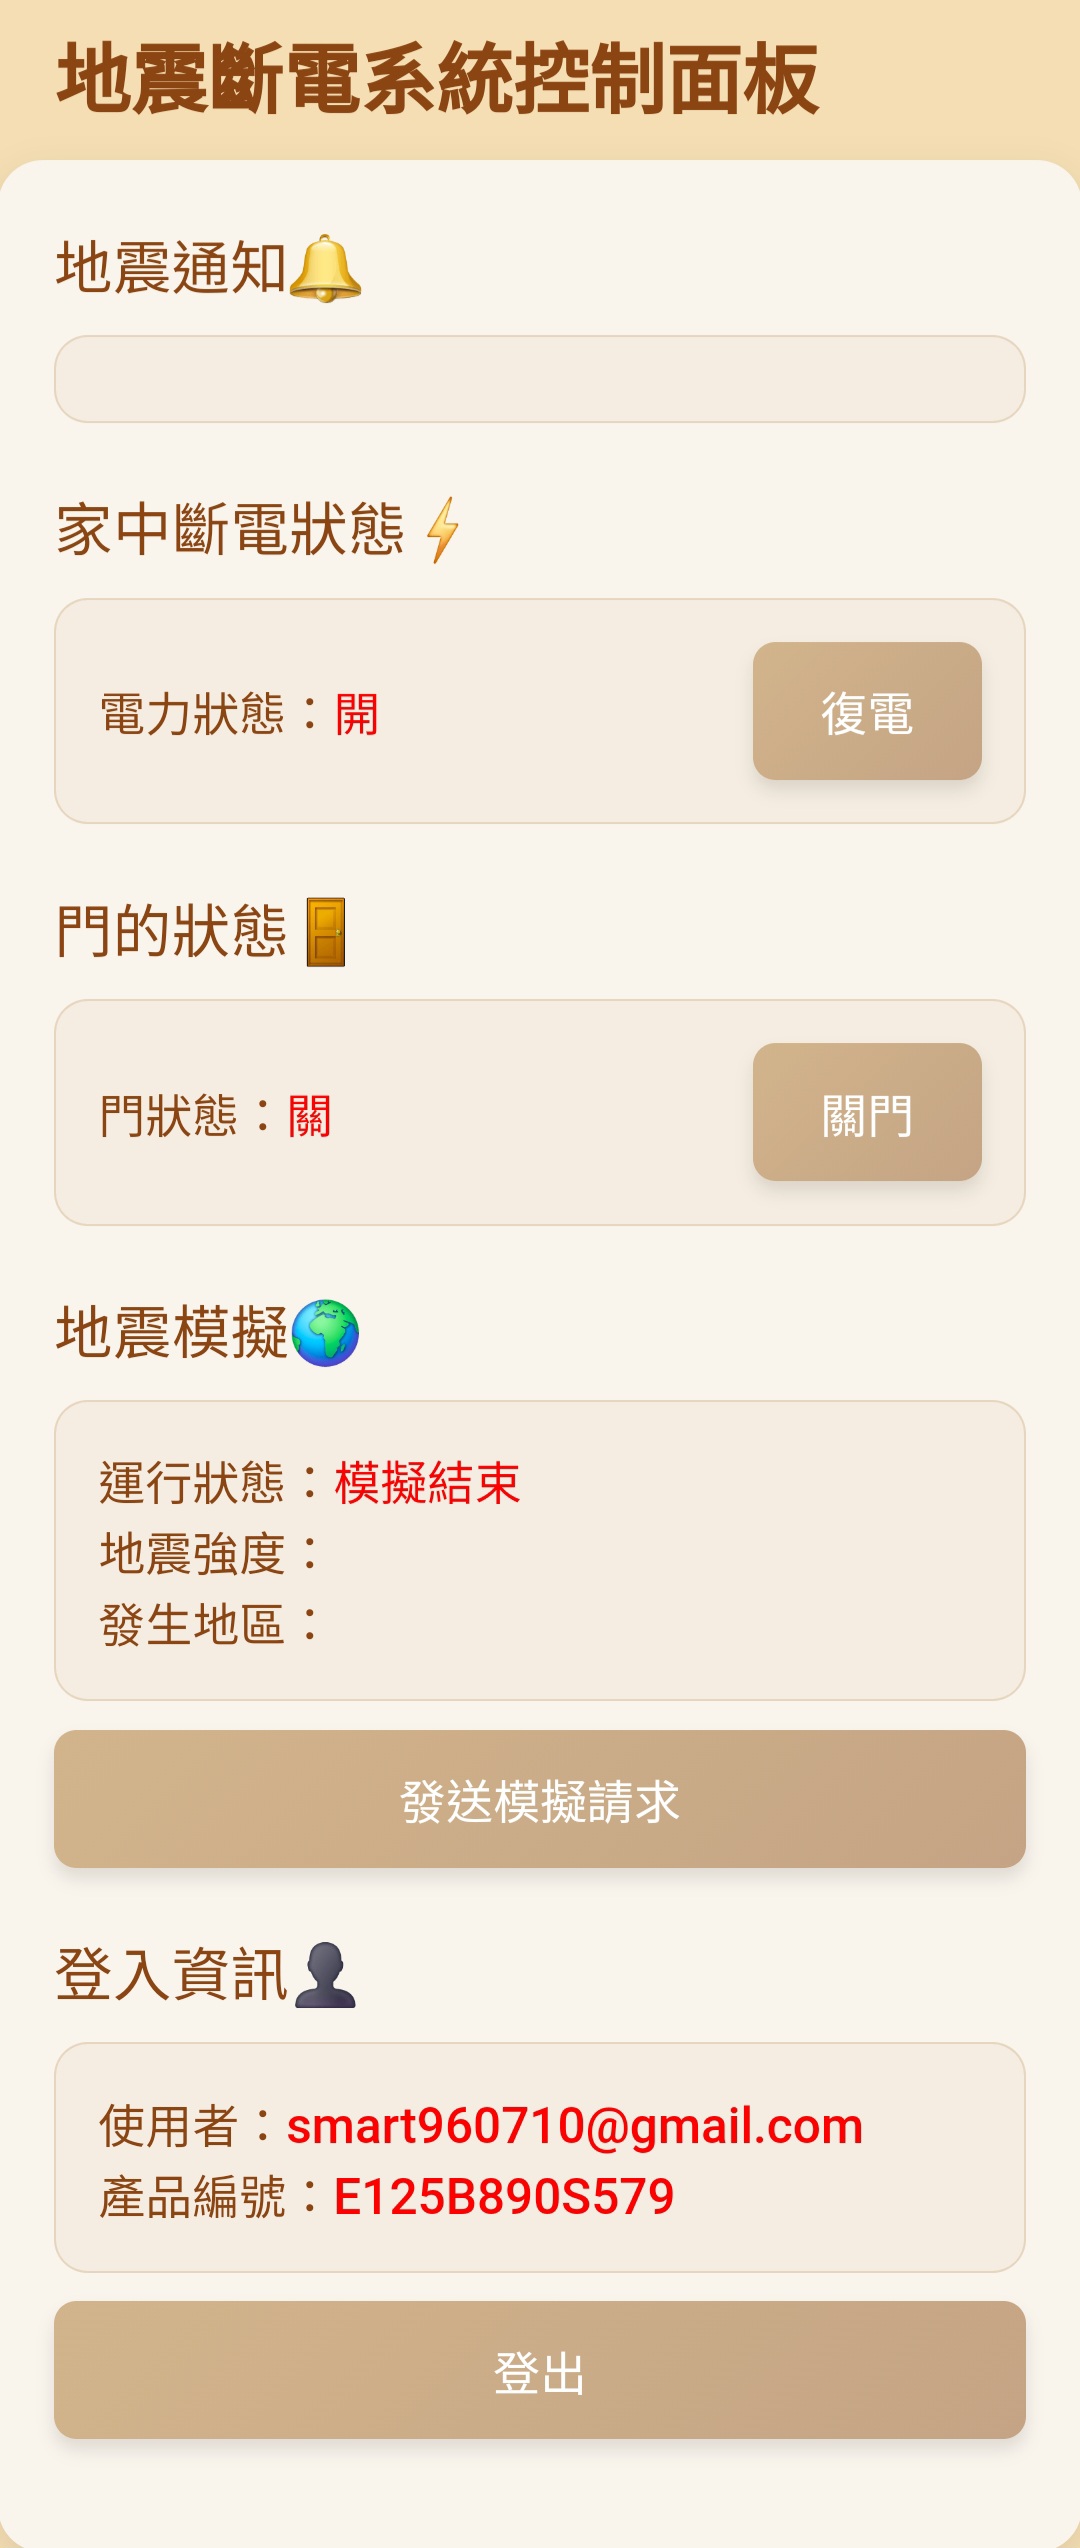 地震斷電系統控制面板
地震通知🔔
家中斷電狀態⚡
電力狀態：開
復電
門的狀態🚪
門狀態：關
關門
地震模擬🌍
運行狀態：模擬結束
地震強度：
發生地區：
發送模擬請求
登入資訊👤
使用者：smart960710@gmail.com
產品編號：E125B890S579
登出